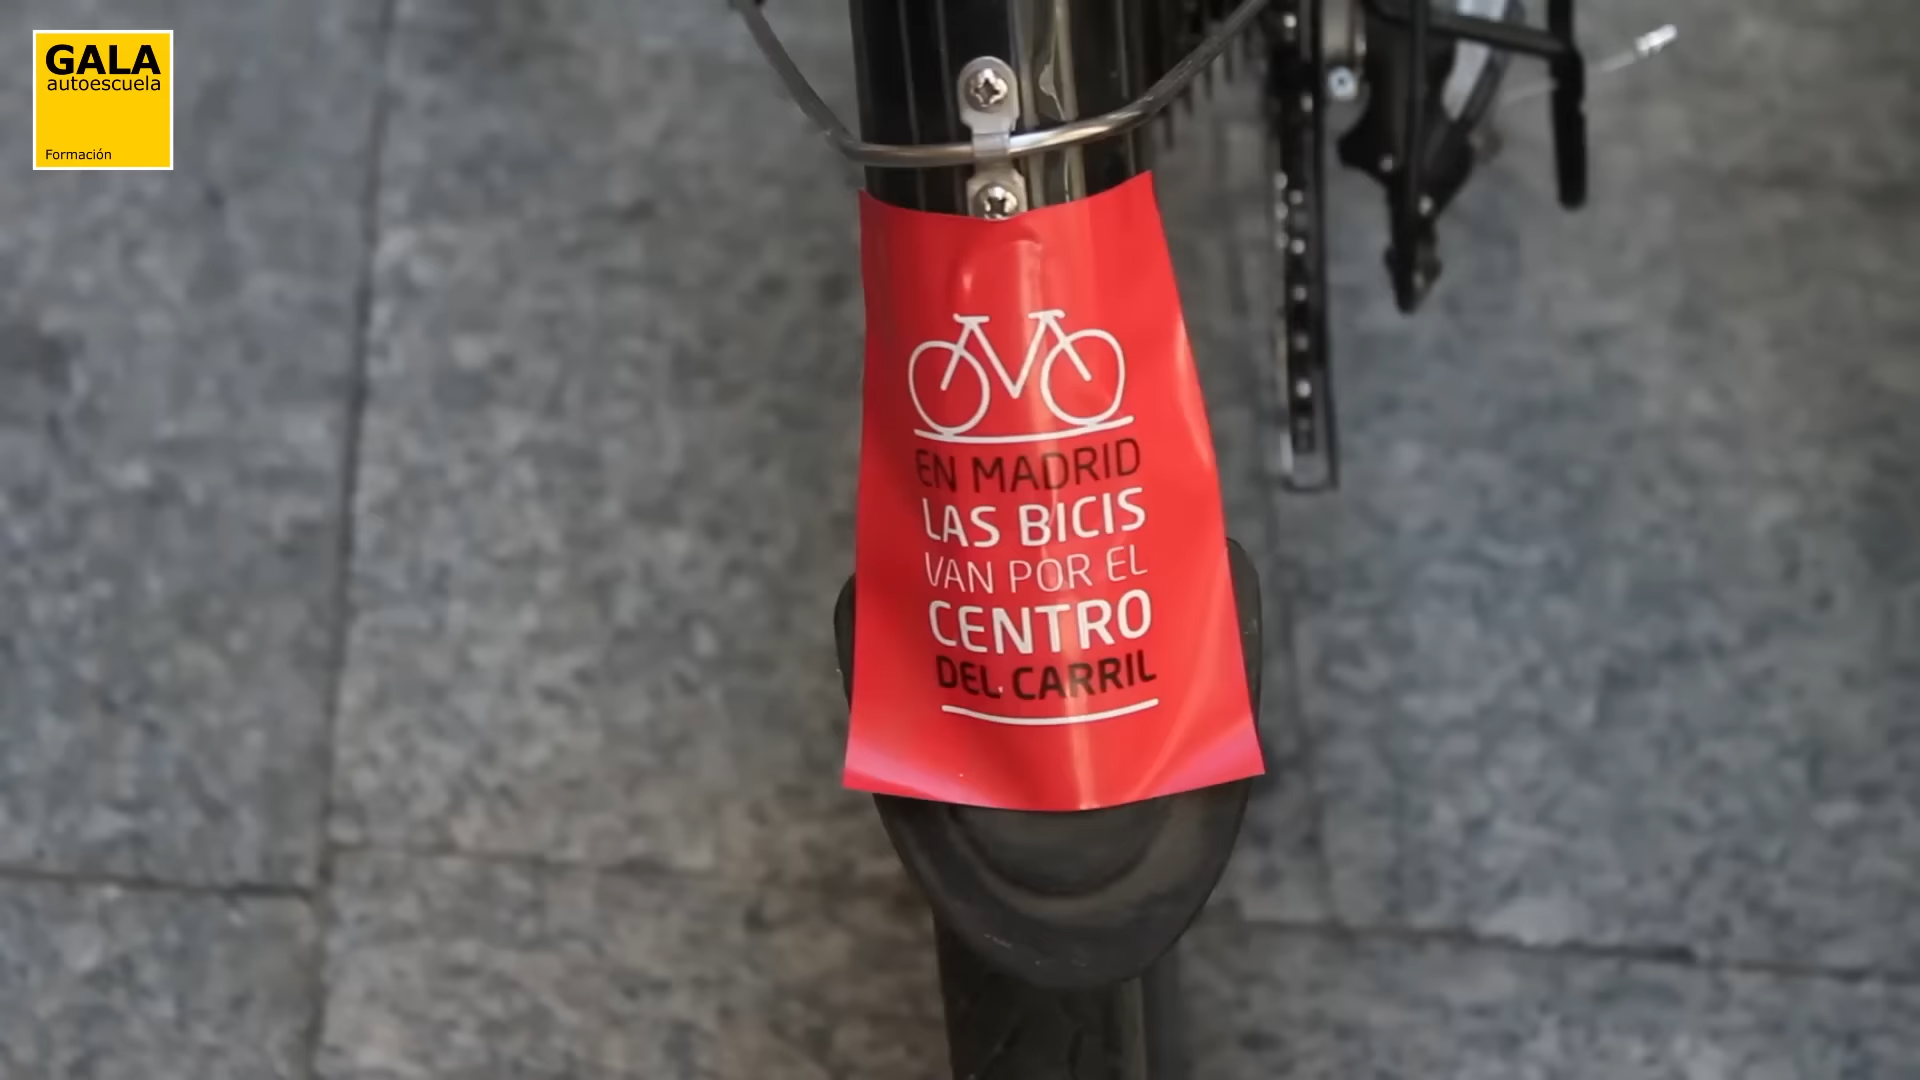 GALA
autoescuela
Formación
EN MADRID
LAS BICIS
VAN POR EL
CENTRO
DEL CARRIL